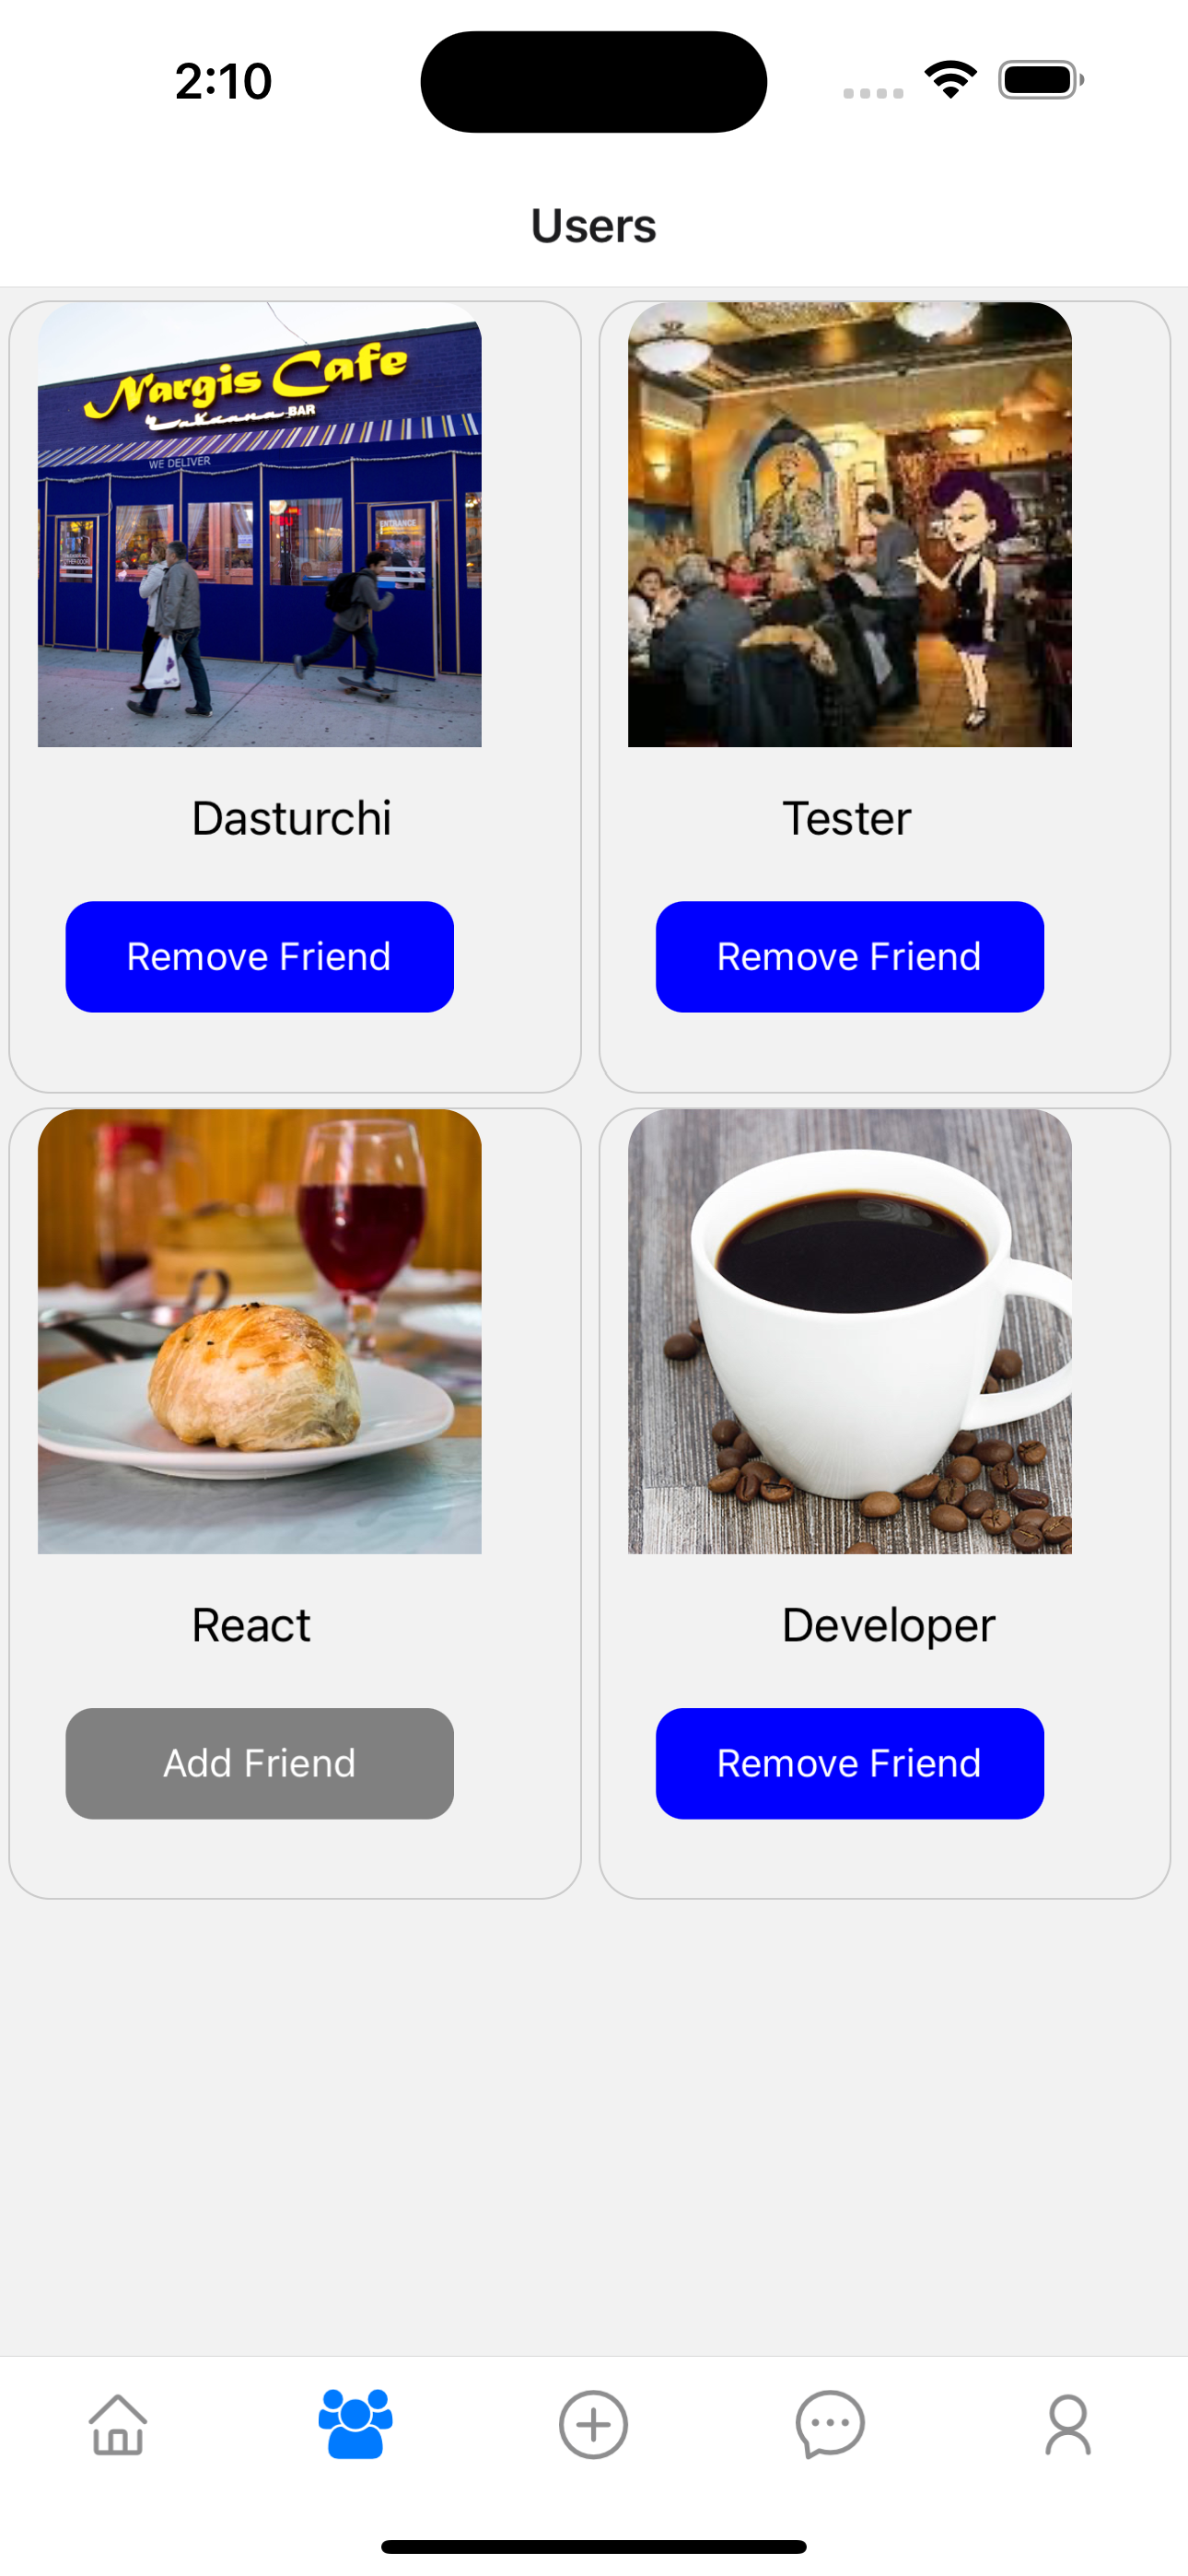 2:10
Users
Nargis Cafe
BAR
WE DELIVER
ENTRANCE
Dasturchi
Tester
Remove Friend
Remove Friend
React
Developer
Add Friend
Remove Friend